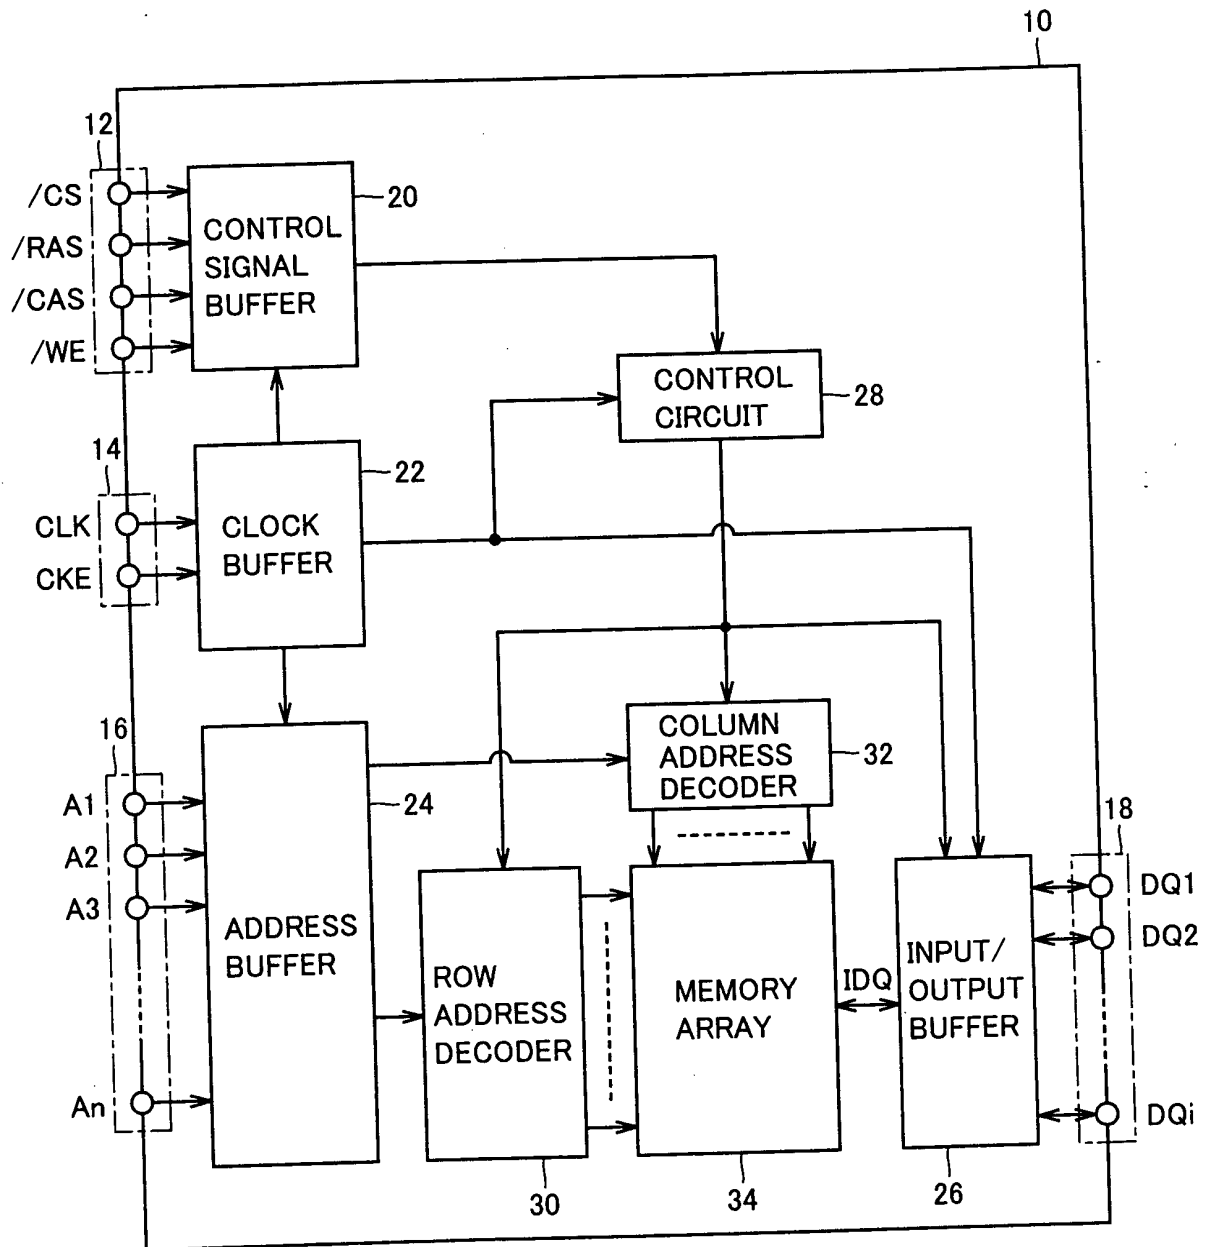 10
12
/CS
/RAS
/CAS
/WE
CONTROL
SIGNAL
BUFFER
20
CONTROL
CIRCUIT
28
14
CLK
CKE
CLOCK
BUFFER
22
16
A1
A2
A3
An
ADDRESS
BUFFER
24
COLUMN
ADDRESS
DECODER
32
ROW
ADDRESS
DECODER
30
MEMORY
ARRAY
34
IDQ
INPUT/
OUTPUT
BUFFER
26
18
DQ1
DQ2
DQi